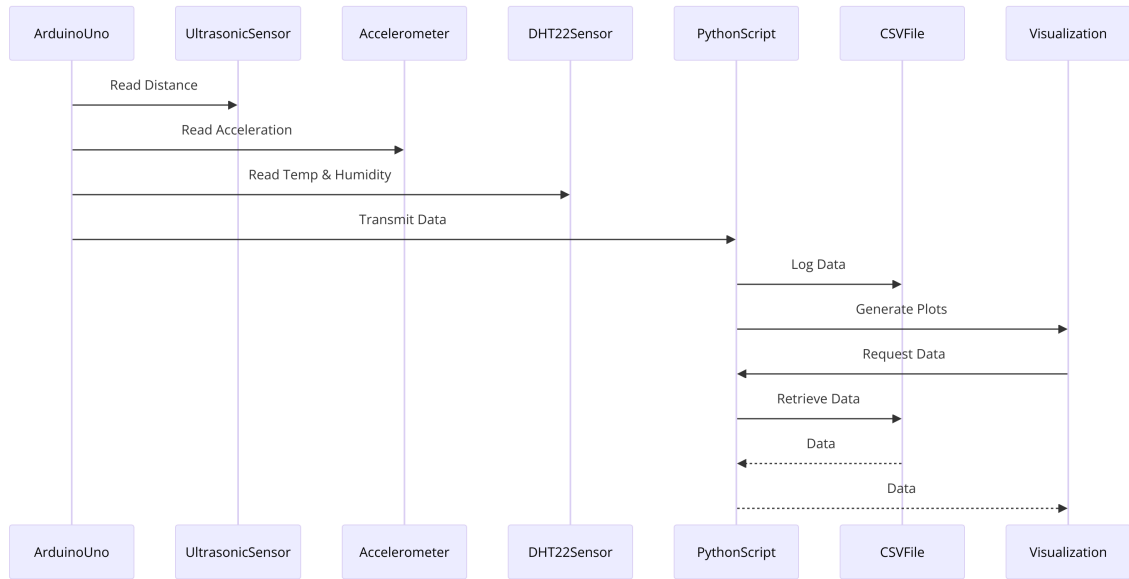 ArduinoUno
UltrasonicSensor
Accelerometer
DHT22Sensor
PythonScript
CSVFile
Visualization
Read Distance
Read Acceleration
Read Temp & Humidity
Transmit Data
Log Data
Generate Plots
Request Data
Retrieve Data
Data
Data
ArduinoUno
UltrasonicSensor
Accelerometer
DHT22Sensor
PythonScript
CSVFile
Visualization